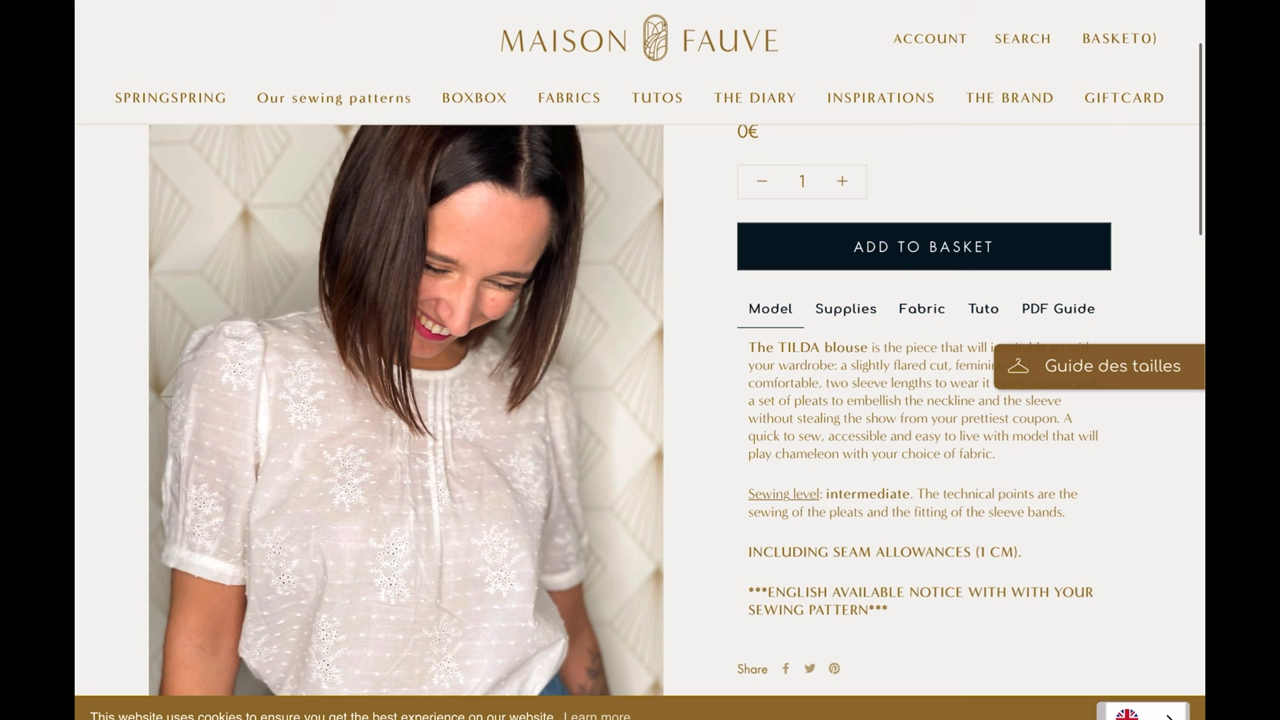 MAISON FAUVE
ACCOUNT SEARCH BASKET0)
SPRINGSPRING Our sewing patterns BOXBOX FABRICS TUTOS THE DIARY INSPIRATIONS THE BRAND GIFTCARD
0€
− 1 +
ADD TO BASKET
Model Supplies Fabric Tuto PDF Guide
The TILDA blouse is the piece that will
your wardrobe: a slightly flared cut,
comfortable, two sleeve lengths to wear it
a set of pleats to embellish the neckline and the sleeve
without stealing the show from your prettiest coupon. A
quick to sew, accessible and easy to live with model that will
play chameleon with your choice of fabric.
Guide des tailles
Sewing level: intermediate. The technical points are the
sewing of the pleats and the fitting of the sleeve bands.
INCLUDING SEAM ALLOWANCES (1 CM).
***ENGLISH AVAILABLE NOTICE WITH WITH YOUR
SEWING PATTERN***
Share
This website uses cookies to ensure you get the best experience on our website. Learn more